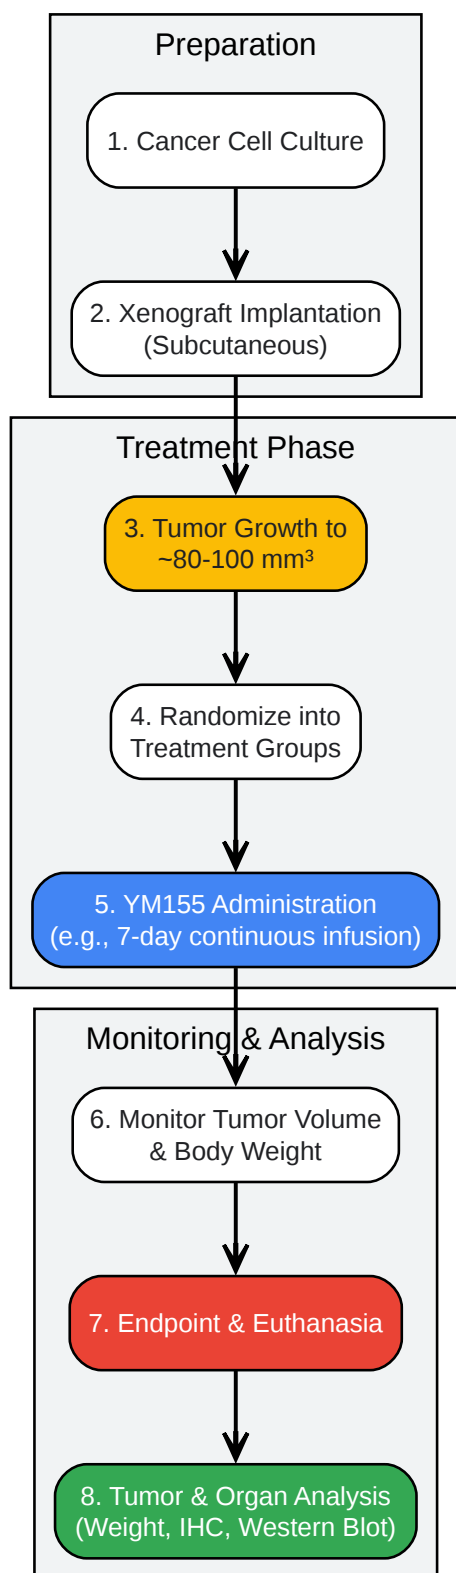 Preparation
1. Cancer Cell Culture
2. Xenograft Implantation
(Subcutaneous)
Treatment Phase
3. Tumor Growth to
~80-100 mm³
4. Randomize into
Treatment Groups
5. YM155 Administration
(e.g., 7-day continuous infusion)
Monitoring & Analysis
6. Monitor Tumor Volume
& Body Weight
7. Endpoint & Euthanasia
8. Tumor & Organ Analysis
(Weight, IHC, Western Blot)